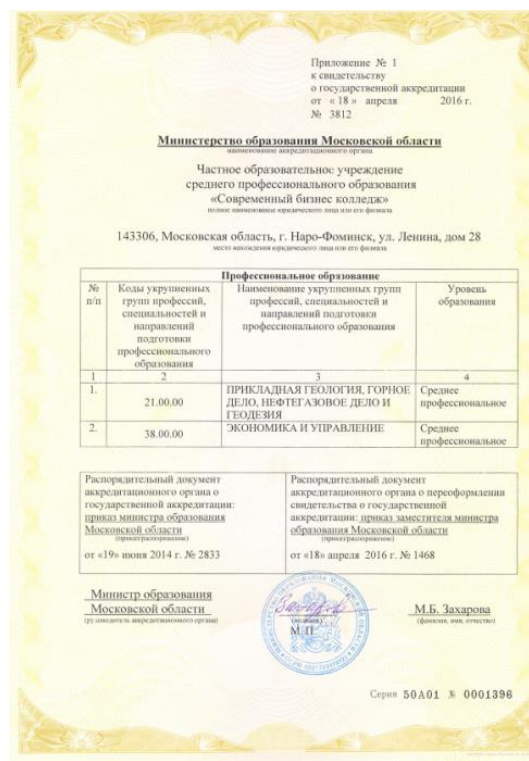 Приложение № 1
к свидетельству
о государственной аккредитации
от « 18 » апреля 2016 г.
№ 3812
Министерство образования Московской области
наименование аккредитационного органа
Частное образовательное учреждение
среднего профессионального образования
«Современный бизнес колледж»
полное наименование юридического лица или его филиала
143306, Московская область, г. Наро-Фоминск, ул. Ленина, дом 28
место нахождения юридического лица или его филиала
Профессиональное образование
№ п/п
Коды укрупненных
групп профессий,
специальностей и
направлений
подготовки
профессионального
образования
Наименование укрупненных групп
профессий, специальностей и
направлений подготовки
профессионального образования
Уровень
образования
1 2 3 4
1. 21.00.00
ПРИКЛАДНАЯ ГЕОЛОГИЯ, ГОРНОЕ
ДЕЛО, НЕФТЕГАЗОВОЕ ДЕЛО И
ГЕОДЕЗИЯ
Среднее
профессиональное
2. 38.00.00
ЭКОНОМИКА И УПРАВЛЕНИЕ
Среднее
профессиональное
Распорядительный документ
аккредитационного органа о
государственной аккредитации:
приказ министра образования
Московской области
(приказ/распоряжение)
от «19» июня 2014 г. № 2833
Распорядительный документ
аккредитационного органа о переоформлении
свидетельства о государственной
аккредитации: приказ заместителя министра
образования Московской области
(приказ/распоряжение)
от «18» апреля 2016 г. № 1468
Министр образования
Московской области
(руководитель аккредитационного органа)
(подпись)
М.П.
М.Б. Захарова
(фамилия, имя, отчество)
Серия 50А01 № 0001396